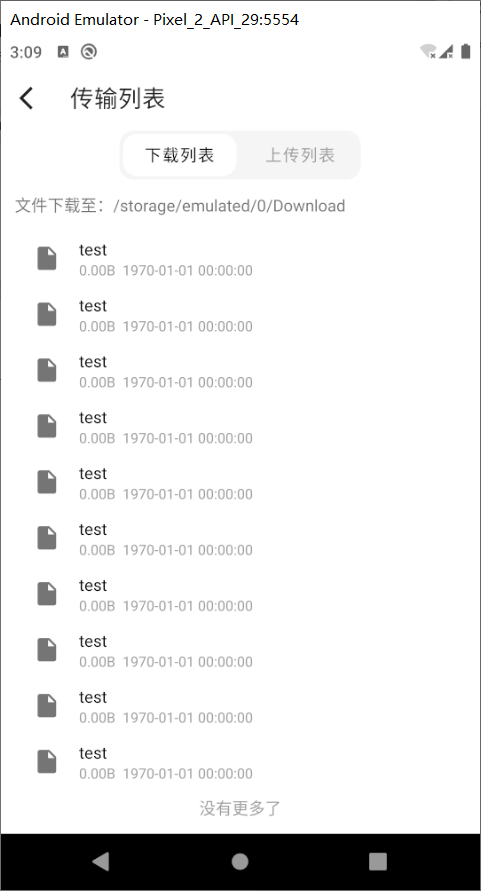 Android Emulator - Pixel_2_API_29:5554
3:09
传输列表
下载列表 上传列表
文件下载至：/storage/emulated/0/Download
test
0.00B 1970-01-01 00:00:00
test
0.00B 1970-01-01 00:00:00
test
0.00B 1970-01-01 00:00:00
test
0.00B 1970-01-01 00:00:00
test
0.00B 1970-01-01 00:00:00
test
0.00B 1970-01-01 00:00:00
test
0.00B 1970-01-01 00:00:00
test
0.00B 1970-01-01 00:00:00
test
0.00B 1970-01-01 00:00:00
test
0.00B 1970-01-01 00:00:00
没有更多了